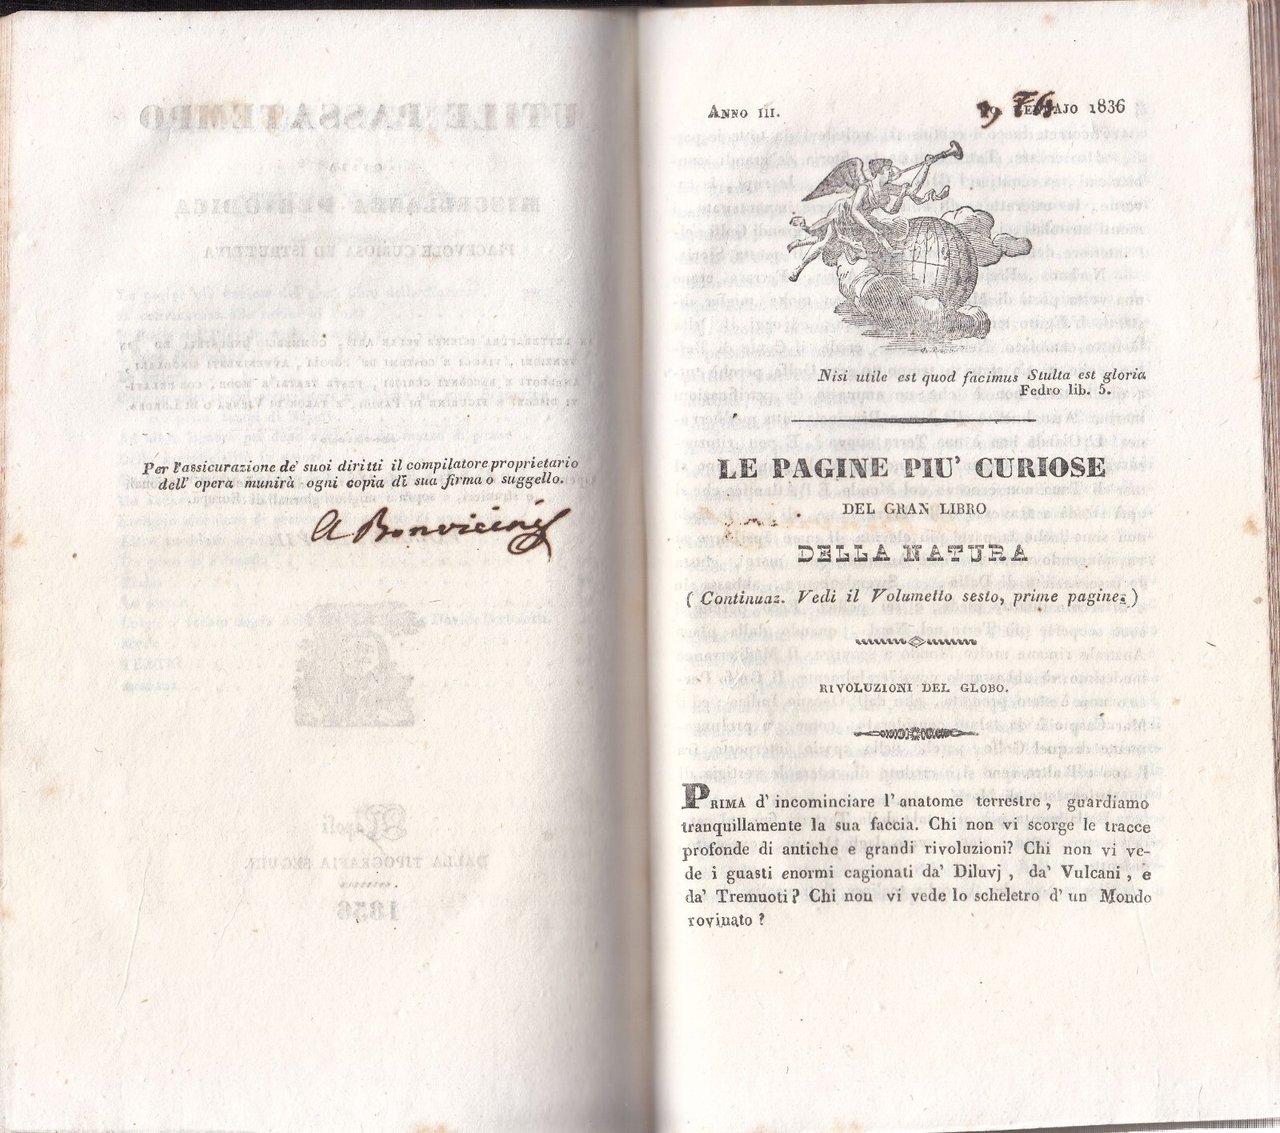 Per l'assicurazione de' suoi diritti il compilatore proprietario
dell' opera munirà ogni copia di sua firma o suggello.
A Bonvicini
Anno III.
1836
Nisi utile est quod facimus Stulta est gloria
Fedro lib. 5.
LE PAGINE PIU' CURIOSE
DEL GRAN LIBRO
DELLA NATURA
( Continuaz. Vedi il Volumetto sesto, prime pagine. )
RIVOLUZIONI DEL GLOBO.
PRIMA d' incominciare l' anatome terrestre , guardiamo
tranquillamente la sua faccia. Chi non vi scorge le tracce
profonde di antiche e grandi rivoluzioni? Chi non vi ve-
de i guasti enormi cagionati da' Diluvj , da' Vulcani , e
da' Tremuoti? Chi non vi vede lo scheletro d' un Mondo
rovinato ?